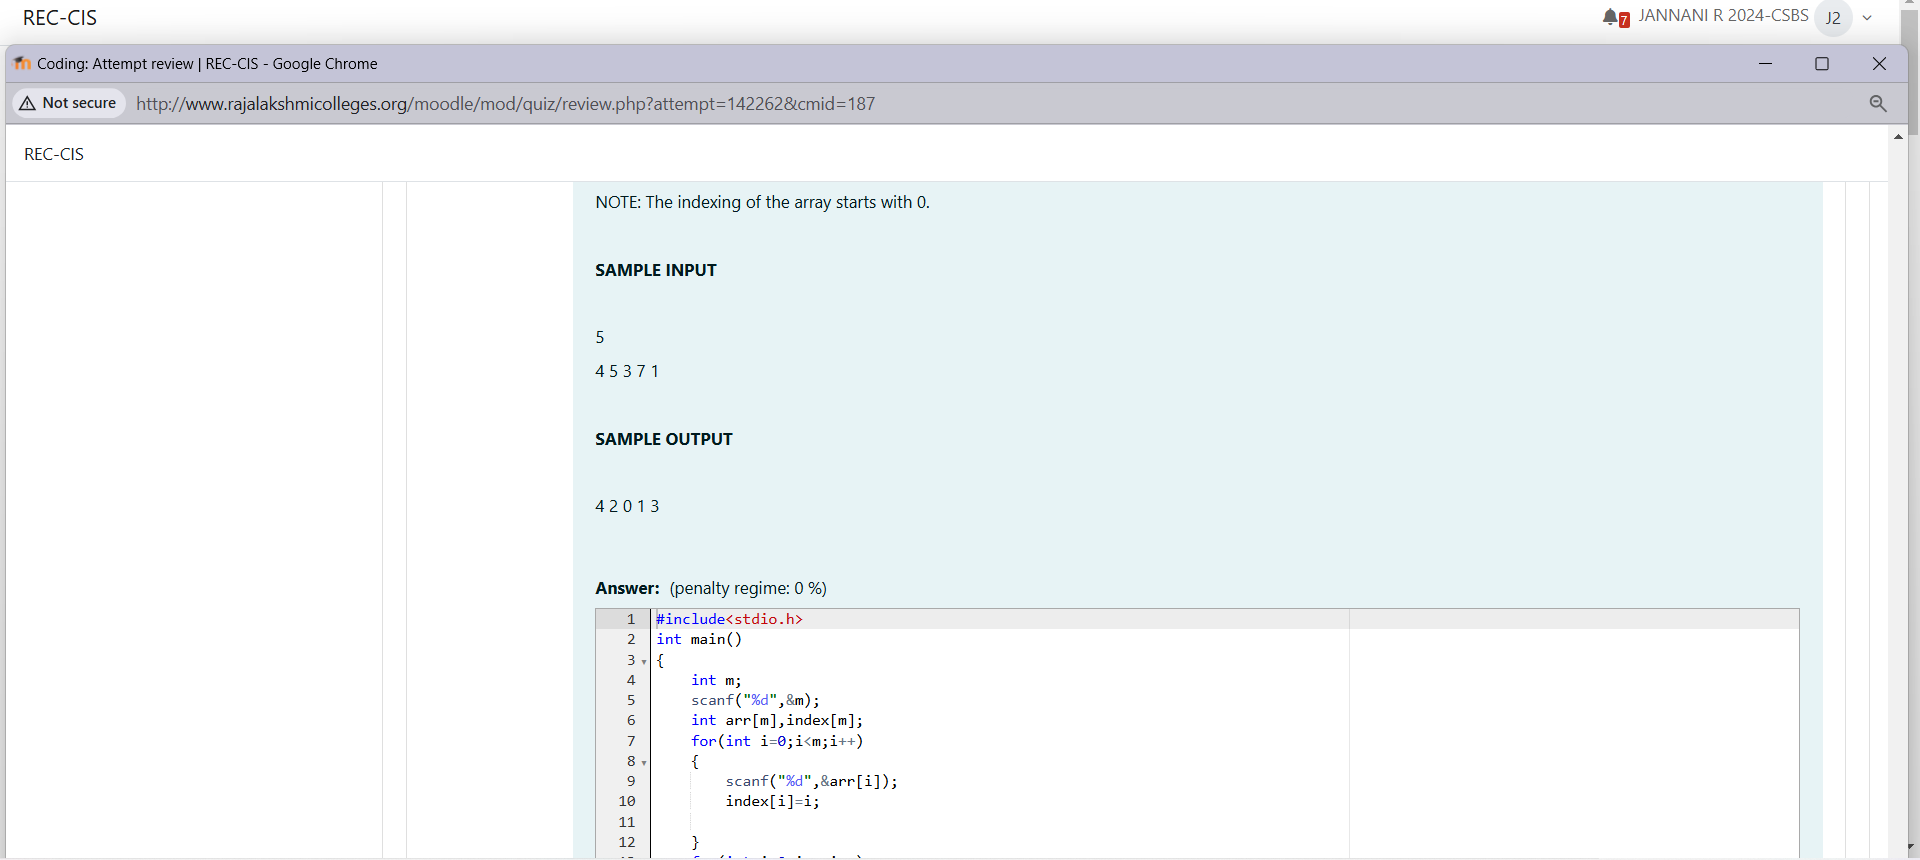 REC-CIS
7 JANNANI R 2024-CSBS J2
Coding: Attempt review | REC-CIS - Google Chrome
Not secure http://www.rajalakshmicolleges.org/moodle/mod/quiz/review.php?attempt=142262&cmid=187
REC-CIS
NOTE: The indexing of the array starts with 0.
SAMPLE INPUT
5
4 5 3 7 1
SAMPLE OUTPUT
4 2 0 1 3
Answer: (penalty regime: 0 %)
1 #include<stdio.h>
2 int main()
3 {
4 int m;
5 scanf("%d",&m);
6 int arr[m],index[m];
7 for(int i=0;i<m;i++)
8 {
9 scanf("%d",&arr[i]);
10 index[i]=i;
11
12 }